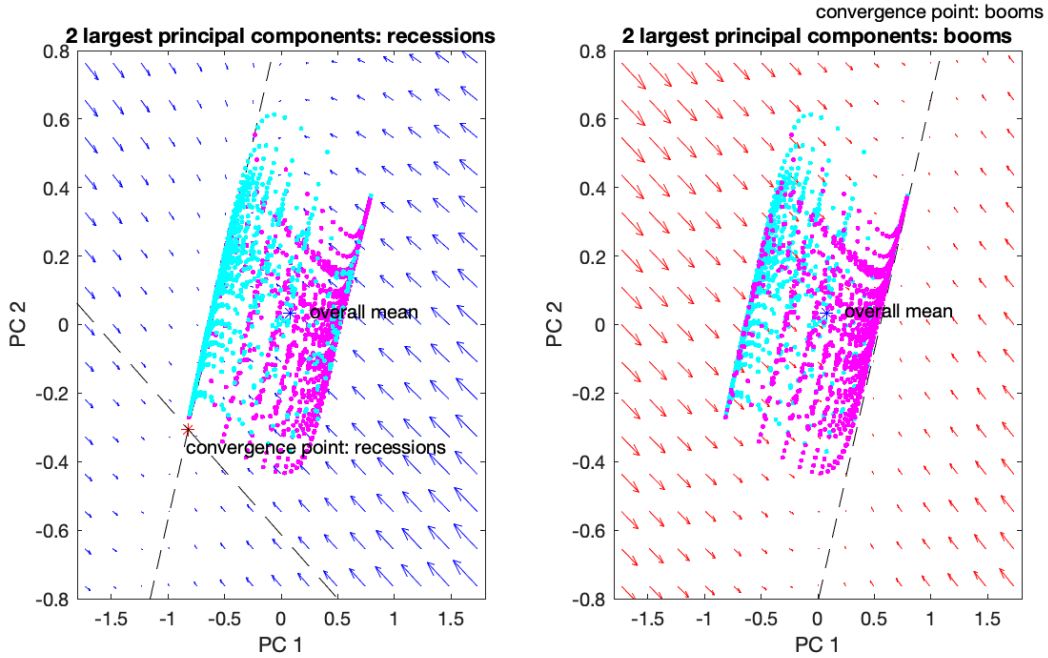 convergence point: booms
2 largest principal components: recessions
2 largest principal components: booms
0.8
0.6
0.4
0.2
0
-0.2
-0.4
-0.6
-0.8
PC 2
overall mean
convergence point: recessions
-1.5 -1 -0.5 0 0.5 1 1.5
PC 1
0.8
0.6
0.4
0.2
0
-0.2
-0.4
-0.6
-0.8
PC 2
overall mean
-1.5 -1 -0.5 0 0.5 1 1.5
PC 1